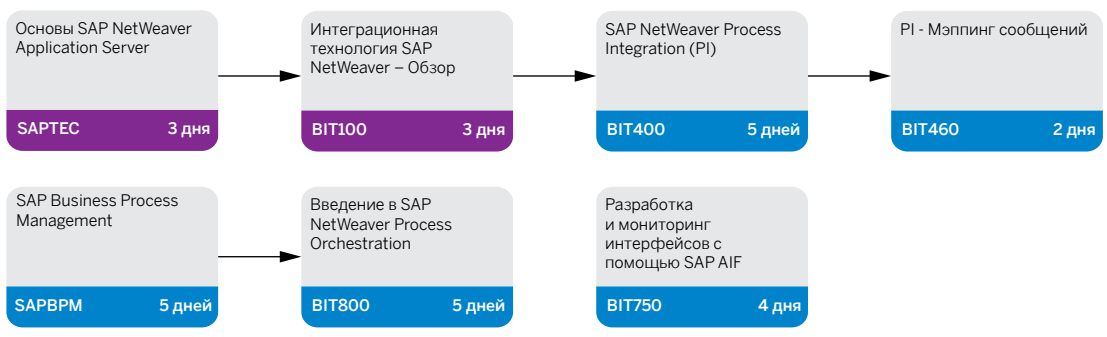 Основы SAP NetWeaver
Application Server
SAPTEC 3 дня
Интеграционная
технология SAP
NetWeaver – Обзор
BIT100 3 дня
SAP NetWeaver Process
Integration (PI)
BIT400 5 дней
PI - Мэппинг сообщений
BIT460 2 дня
SAP Business Process
Management
SAPBPM 5 дней
Введение в SAP
NetWeaver Process
Orchestration
BIT800 5 дней
Разработка
и мониторинг
интерфейсов с
помощью SAP AIF
BIT750 4 дня